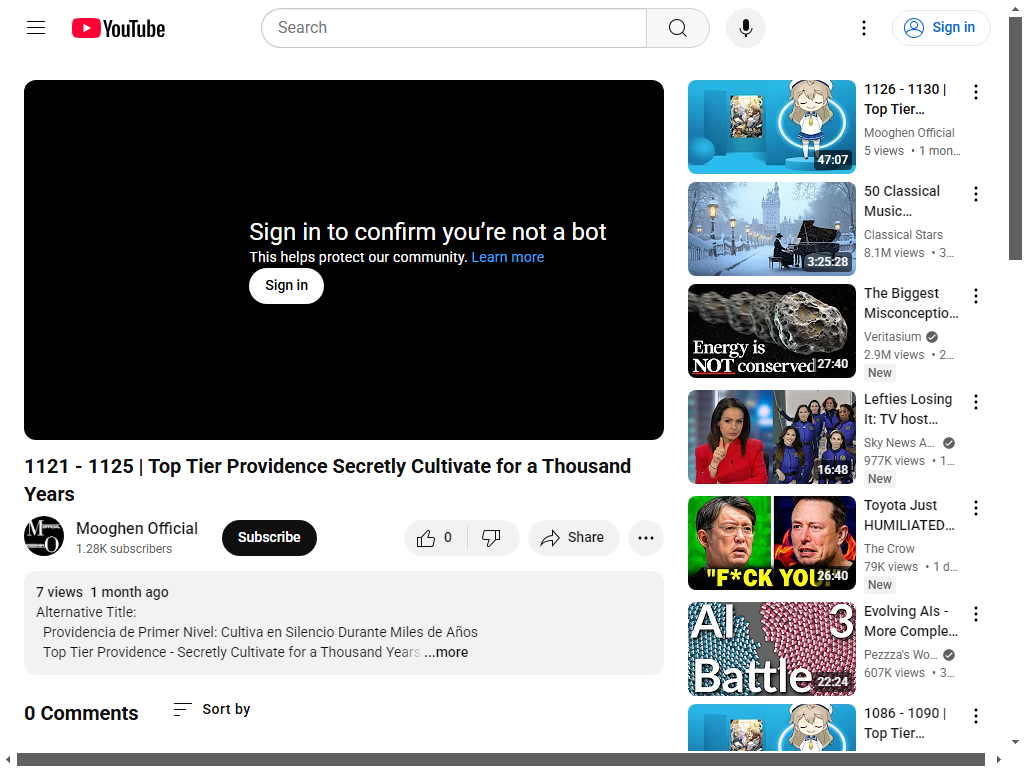 YouTube
Search
Sign in
Sign in to confirm you're not a bot
This helps protect our community. Learn more
Sign in
1121 - 1125 | Top Tier Providence Secretly Cultivate for a Thousand
Years
Mooghen Official
1.28K subscribers
Subscribe
0
Share
7 views 1 month ago
Alternative Title:
Providencia de Primer Nivel: Cultiva en Silencio Durante Miles de Años
Top Tier Providence - Secretly Cultivate for a Thousand Years ...more
0 Comments
Sort by
47:07
1126 - 1130 |
Top Tier...
Mooghen Official
5 views • 1 mon...
3:25:28
50 Classical
Music...
Classical Stars
8.1M views • 3...
Energy is
NOT conserved
27:40
The Biggest
Misconceptio...
Veritasium
2.9M views • 2...
New
16:48
Lefties Losing
It: TV host...
Sky News A...
977K views • 1...
New
"F*CK YOU!"
26:40
Toyota Just
HUMILIATED...
The Crow
79K views • 1 d...
New
AI 3
Battle
22:24
Evolving AIs -
More Comple...
Pezzza's Wo...
607K views • 3...
1086 - 1090 |
Top Tier...